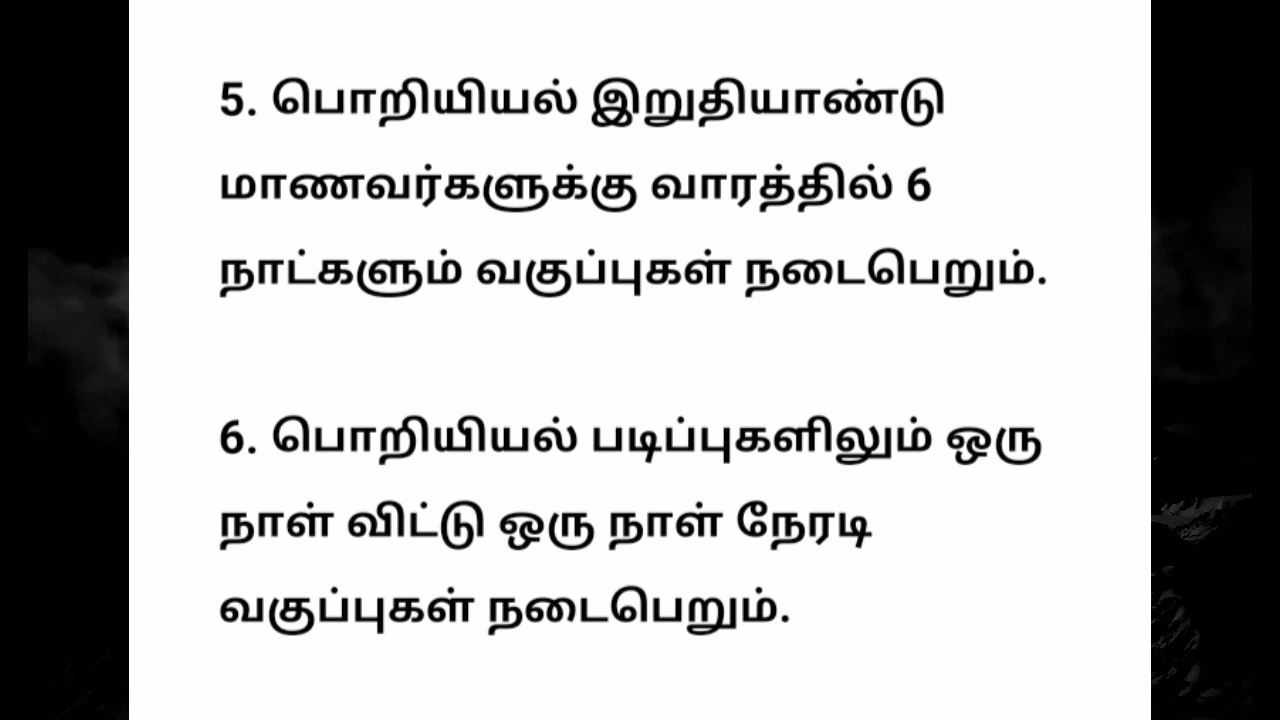 5. பொறியியல் இறுதியாண்டு
மாணவர்களுக்கு வாரத்தில் 6
நாட்களும் வகுப்புகள் நடைபெறும்.
6. பொறியியல் படிப்புகளிலும் ஒரு
நாள் விட்டு ஒரு நாள் நேரடி
வகுப்புகள் நடைபெறும்.